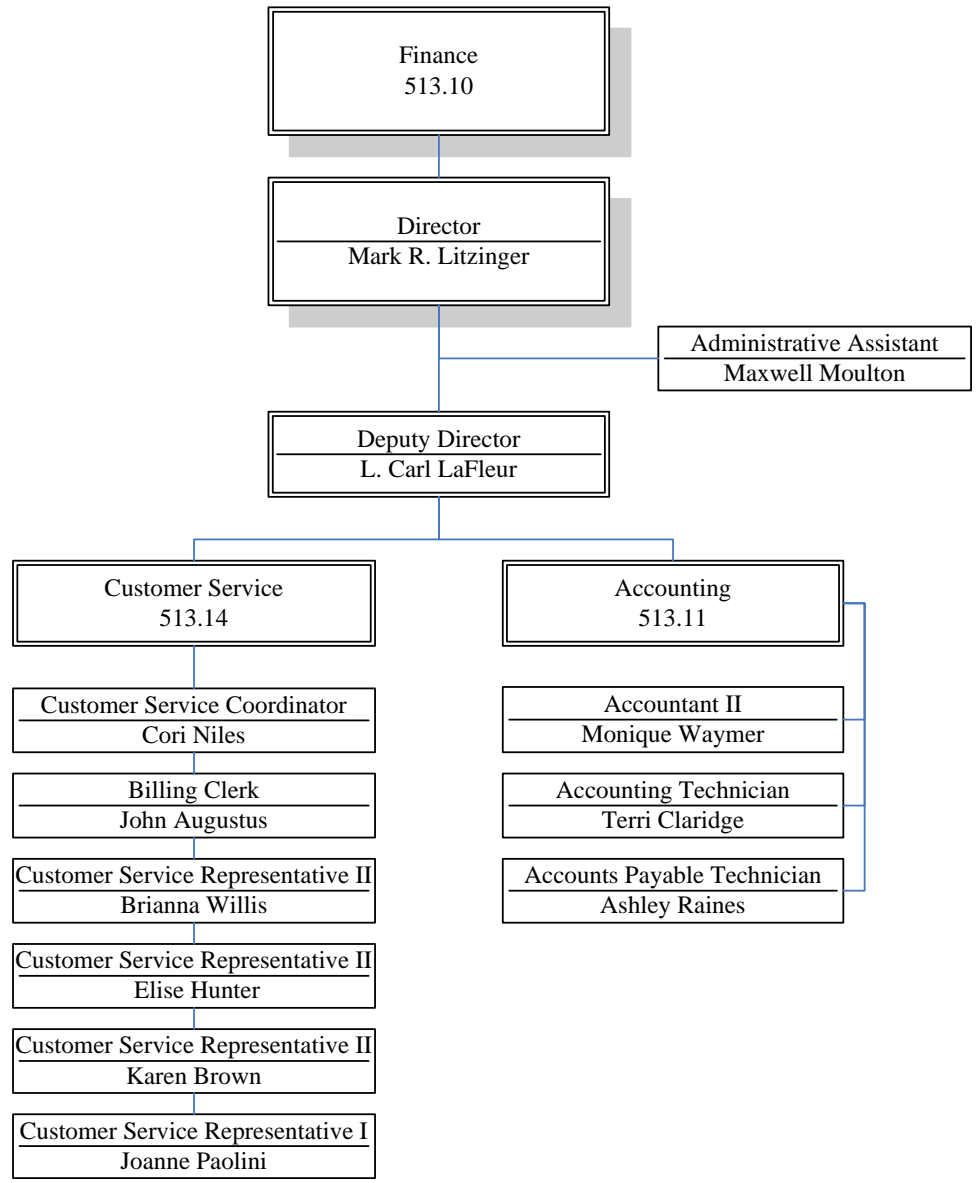 Finance
513.10
Director
Mark R. Litzinger
Administrative Assistant
Maxwell Moulton
Deputy Director
L. Carl LaFleur
Customer Service
513.14
Customer Service Coordinator
Cori Niles
Billing Clerk
John Augustus
Customer Service Representative II
Brianna Willis
Customer Service Representative II
Elise Hunter
Customer Service Representative II
Karen Brown
Customer Service Representative I
Joanne Paolini
Accounting
513.11
Accountant II
Monique Waymer
Accounting Technician
Terri Claridge
Accounts Payable Technician
Ashley Raines